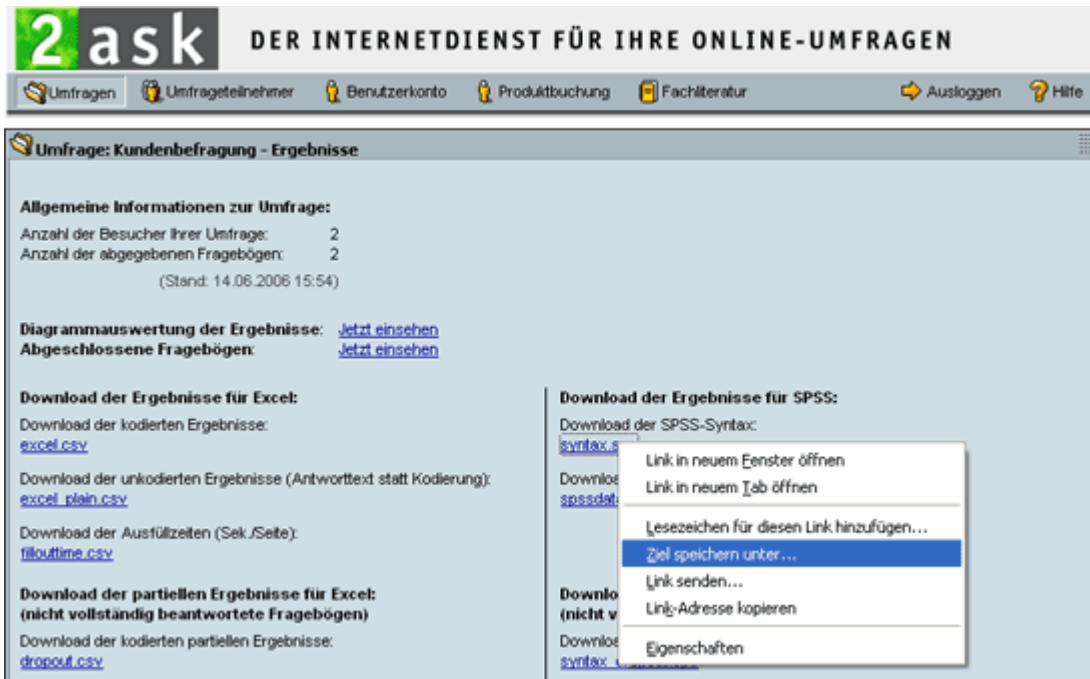 2ask DER INTERNETDIENST FÜR IHRE ONLINE-UMFRAGEN
Umfragen Umfrageteilnehmer Benutzerkonto Produktbuchung Fachliteratur Ausloggen Hilfe
Umfrage: Kundenbefragung - Ergebnisse
Allgemeine Informationen zur Umfrage:
Anzahl der Besucher Ihrer Umfrage: 2
Anzahl der abgegebenen Fragebögen: 2
(Stand: 14.06.2006 15:54)
Diagrammauswertung der Ergebnisse: Jetzt einsehen
Abgeschlossene Fragebögen: Jetzt einsehen
Download der Ergebnisse für Excel:
Download der kodierten Ergebnisse:
excel.csv
Download der unkodierten Ergebnisse (Antworttext statt Kodierung):
excel_plain.csv
Download der Ausfüllzeiten (Sek./Seite):
fillouttime.csv
Download der partiellen Ergebnisse für Excel:
(nicht vollständig beantwortete Fragebögen)
Download der kodierten partiellen Ergebnisse:
dropout.csv
Download der Ergebnisse für SPSS:
Download der SPSS-Syntax:
syntax.s
Link in neuem Fenster öffnen
Link in neuem Tab öffnen
Lesezeichen für diesen Link hinzufügen...
Ziel speichern unter...
Link senden...
Link-Adresse kopieren
Eigenschaften